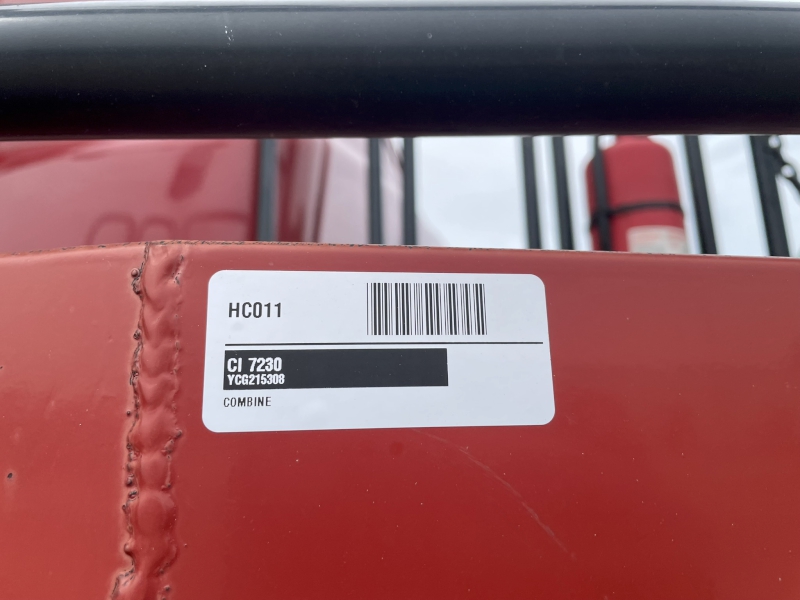 HC011
CI 7230
YCG215308
COMBINE